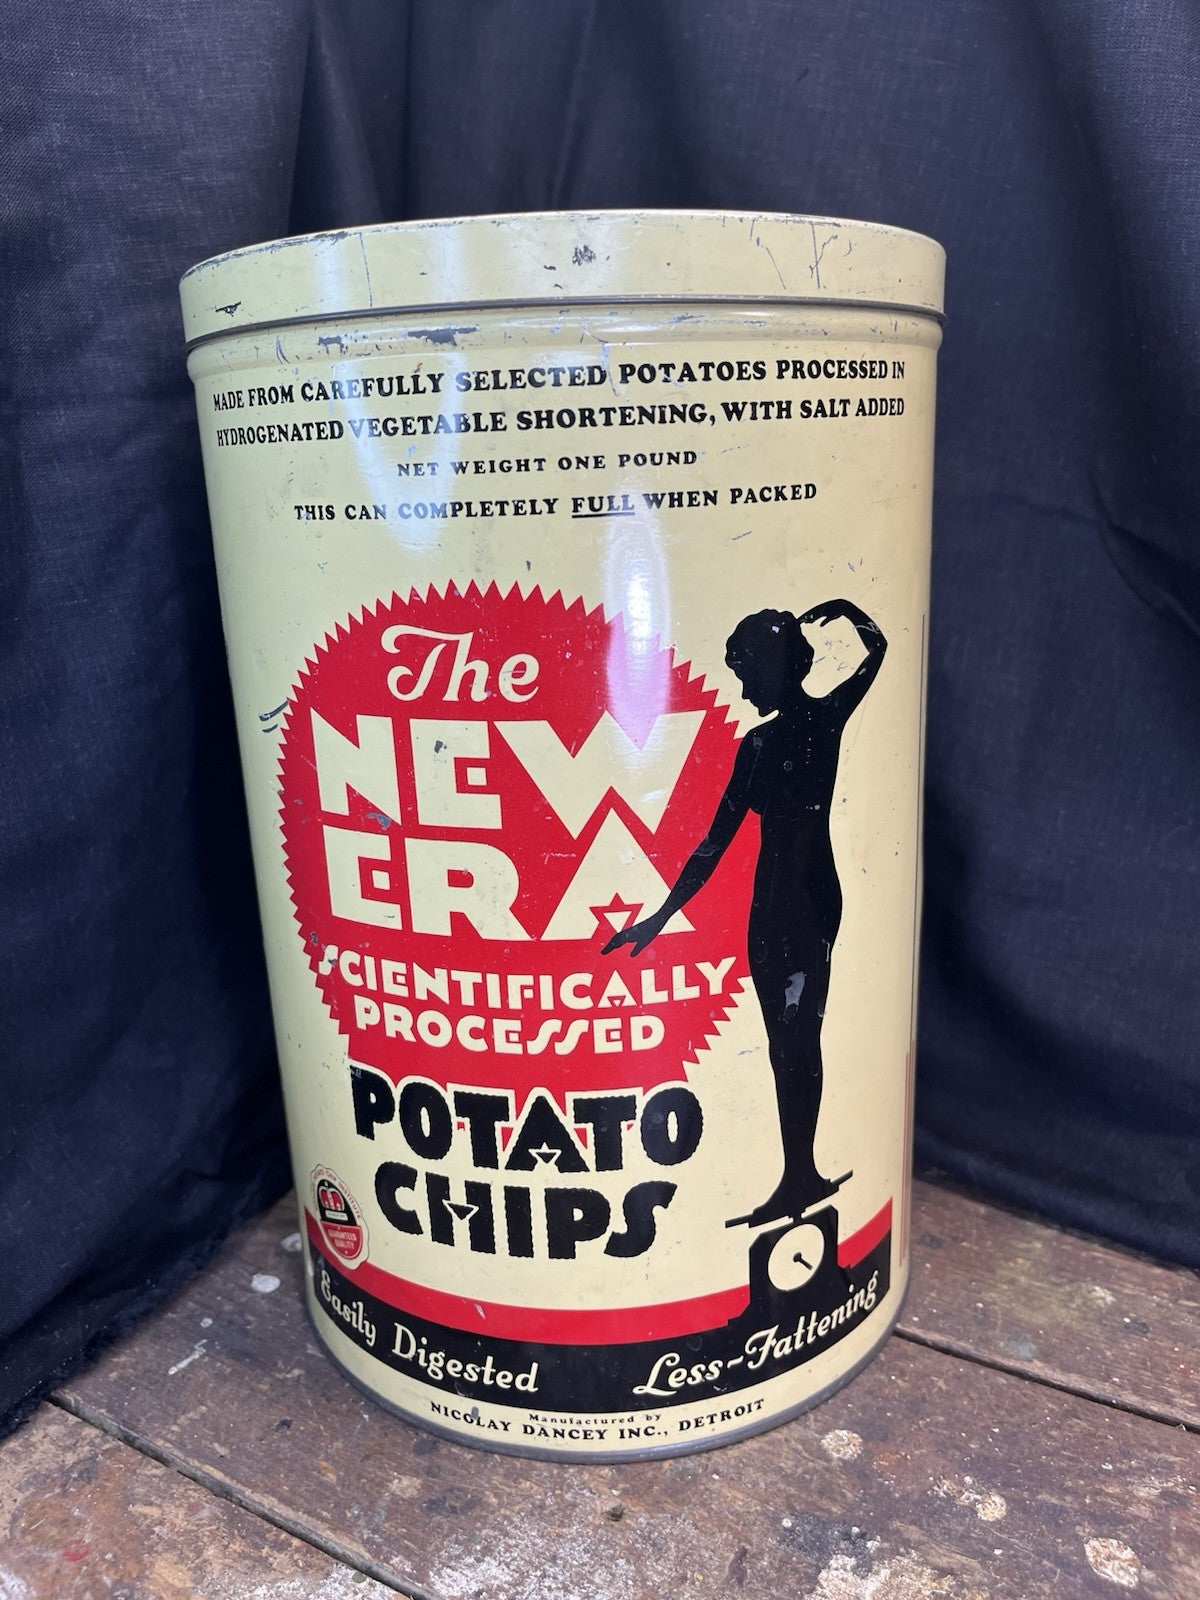 MADE FROM CAREFULLY SELECTED POTATOES PROCESSED IN
HYDROGENATED VEGETABLE SHORTENING, WITH SALT ADDED
NET WEIGHT ONE POUND
THIS CAN COMPLETELY FULL WHEN PACKED
The
NEW
ERA
SCIENTIFICALLY
PROCESSED
POTATO
CHIPS
GUARANTEED
QUALITY
Easily Digested
Less-Fattening
Manufactured by
NICOLAY DANCEY INC., DETROIT